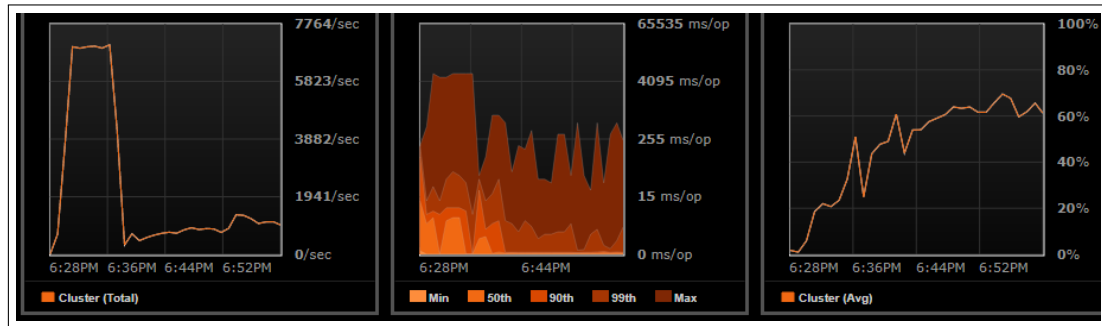 7764/sec
5823/sec
3882/sec
1941/sec
0/sec
6:28PM 6:36PM 6:44PM 6:52PM
Cluster (Total)
65535 ms/op
4095 ms/op
255 ms/op
15 ms/op
0 ms/op
6:28PM 6:44PM
Min 50th 90th 99th Max
100%
80%
60%
40%
20%
0%
6:28PM 6:36PM 6:44PM 6:52PM
Cluster (Avg)